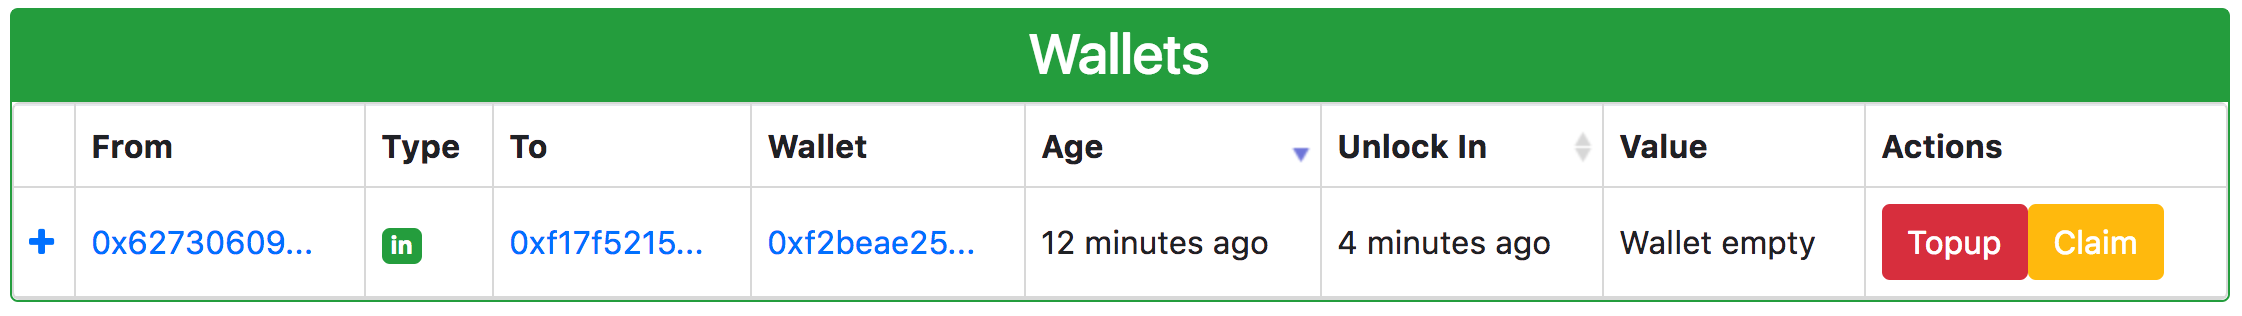 Wallets
From Type To Wallet Age Unlock In Value Actions
0x62730609... in 0xf17f5215... 0xf2beae25... 12 minutes ago 4 minutes ago Wallet empty Topup Claim